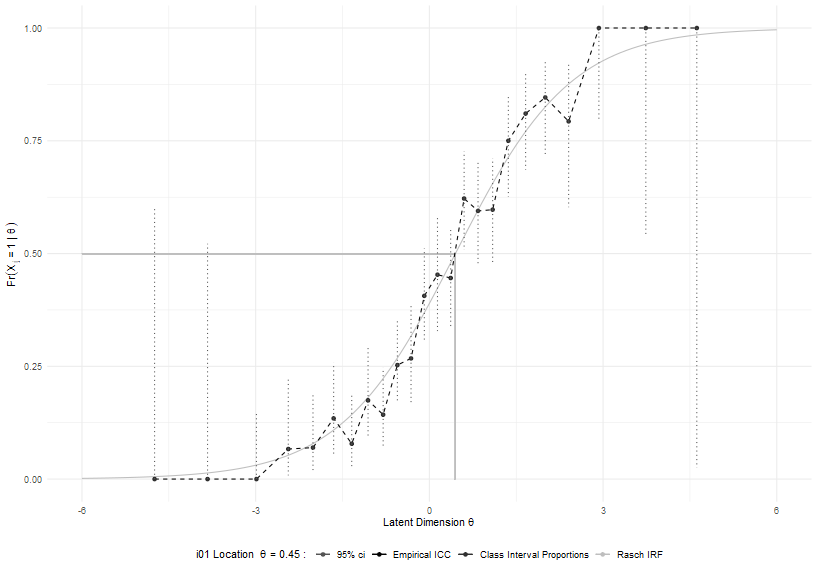 1.00
0.75
0.50
0.25
0.00
Pr(X i = 1 | θ)
-6 -3 0 3 6
Latent Dimension θ
i01 Location θ = 0.45 : 95% ci Empirical ICC Class Interval Proportions Rasch IRF